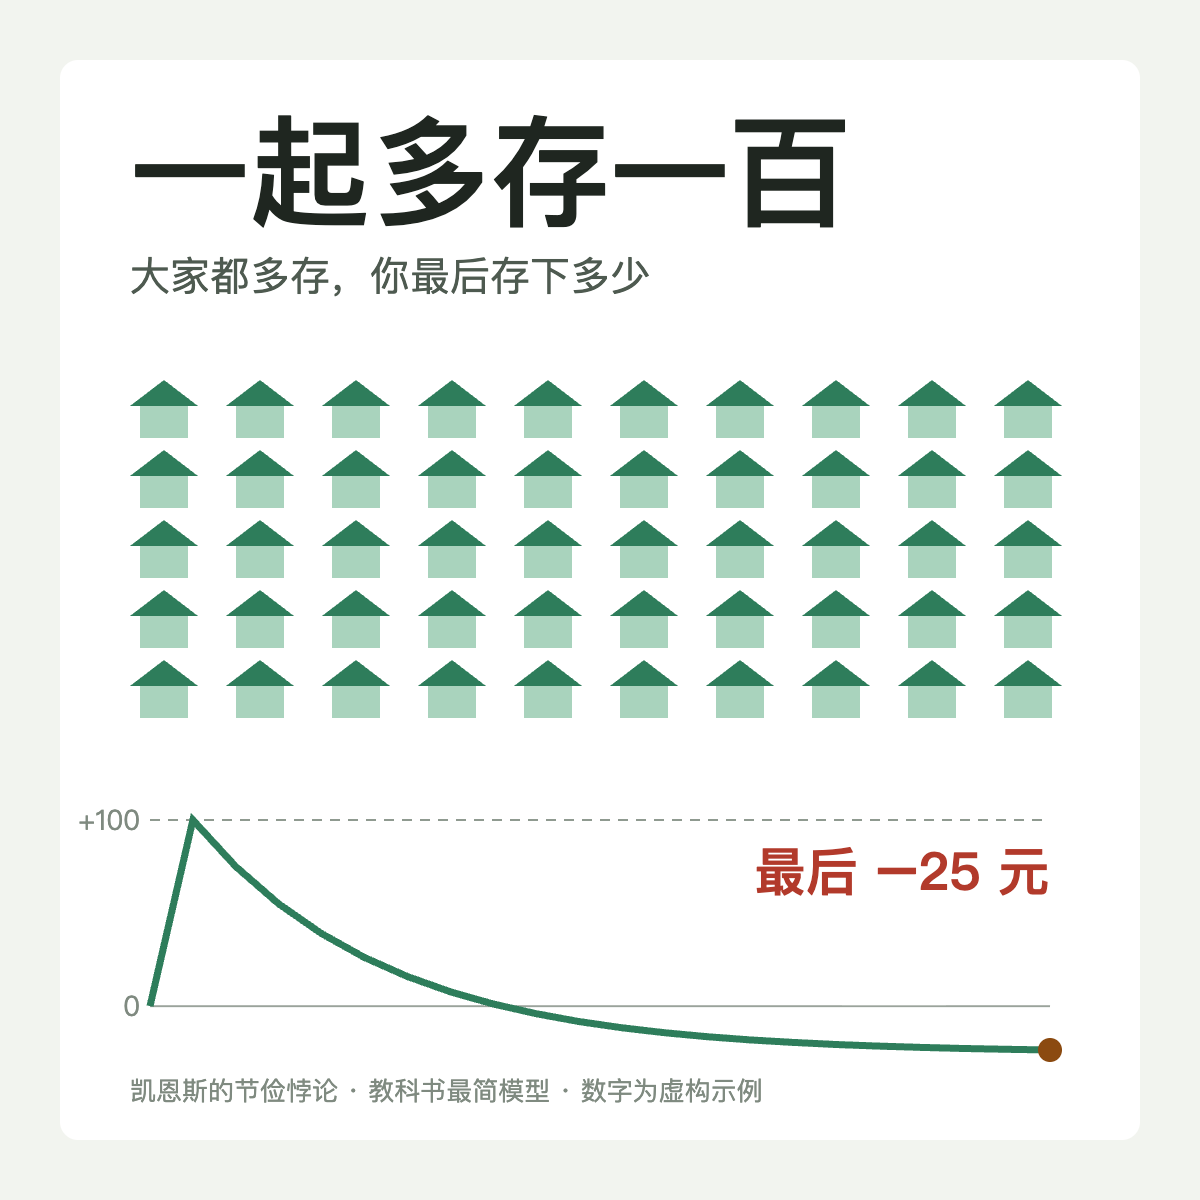 一起多存一百
大家都多存，你最后存下多少
+100
最后 −25 元
0
凯恩斯的节俭悖论 · 教科书最简模型 · 数字为虚构示例